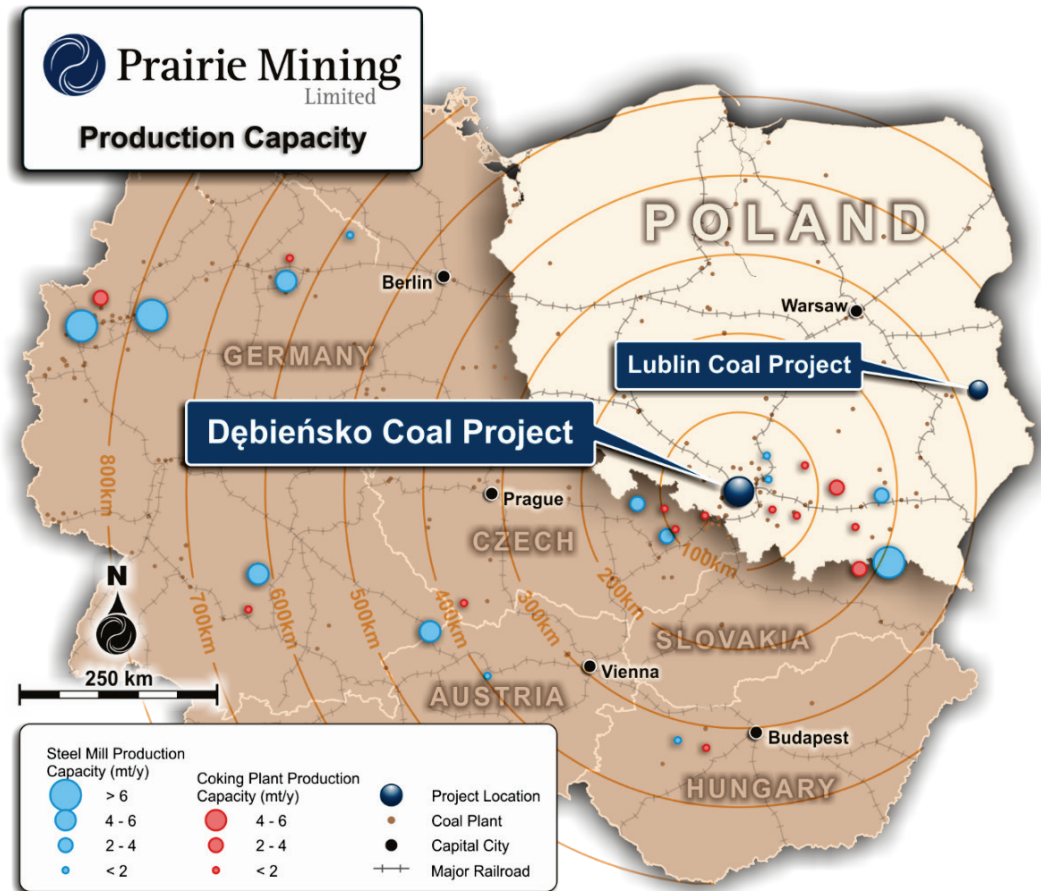 Prairie Mining
Limited
Production Capacity
POLAND
Berlin
Warsaw
GERMANY
Lublin Coal Project
Dębieńsko Coal Project
800km
700km
600km
500km
400km
300km
200km
100km
Prague
CZECH
N
SLOVAKIA
250 km
Vienna
AUSTRIA
Budapest
HUNGARY
Steel Mill Production
Capacity (mt/y)
> 6
4 - 6
2 - 4
< 2
Coking Plant Production
Capacity (mt/y)
4 - 6
2 - 4
< 2
Project Location
Coal Plant
Capital City
Major Railroad